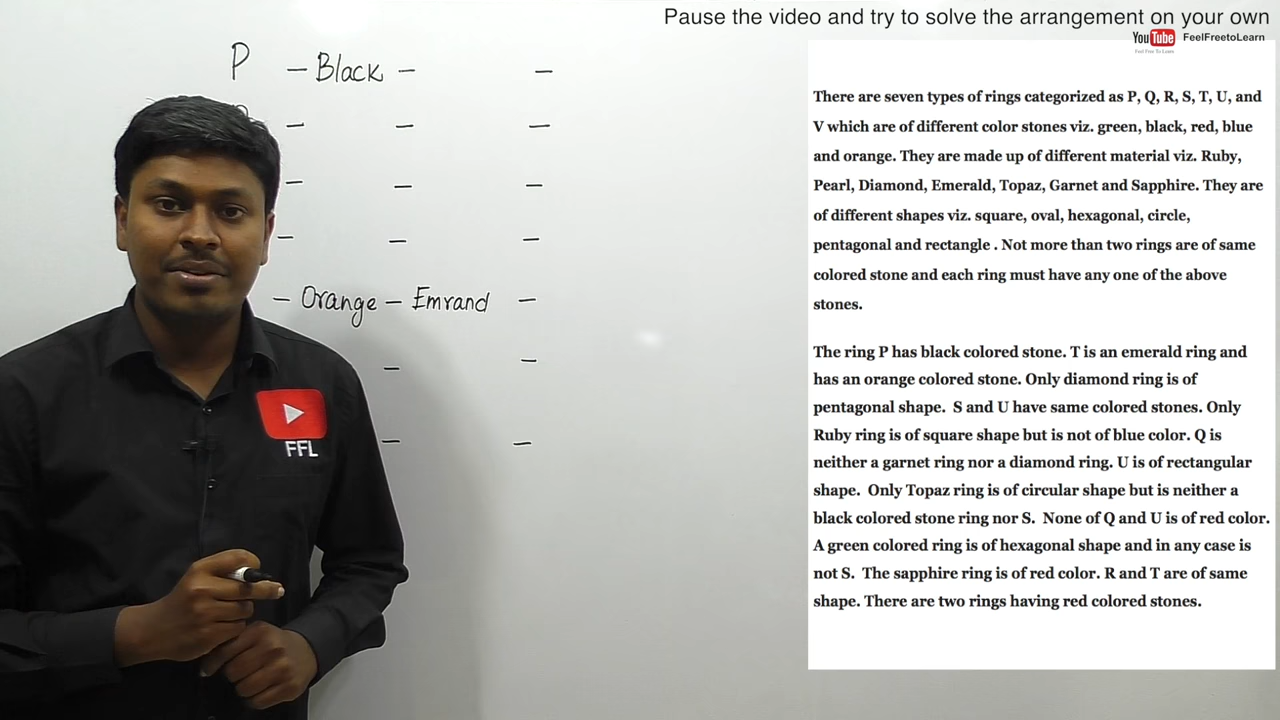 Pause the video and try to solve the arrangement on your own
YouTube FeelFreetoLearn
Feel Free To Learn
P - Black - -
- - -
- - -
- - -
- Orange - Emrand -
- -
- -
FFL
There are seven types of rings categorized as P, Q, R, S, T, U, and
V which are of different color stones viz. green, black, red, blue
and orange. They are made up of different material viz. Ruby,
Pearl, Diamond, Emerald, Topaz, Garnet and Sapphire. They are
of different shapes viz. square, oval, hexagonal, circle,
pentagonal and rectangle . Not more than two rings are of same
colored stone and each ring must have any one of the above
stones.
The ring P has black colored stone. T is an emerald ring and
has an orange colored stone. Only diamond ring is of
pentagonal shape. S and U have same colored stones. Only
Ruby ring is of square shape but is not of blue color. Q is
neither a garnet ring nor a diamond ring. U is of rectangular
shape. Only Topaz ring is of circular shape but is neither a
black colored stone ring nor S. None of Q and U is of red color.
A green colored ring is of hexagonal shape and in any case is
not S. The sapphire ring is of red color. R and T are of same
shape. There are two rings having red colored stones.